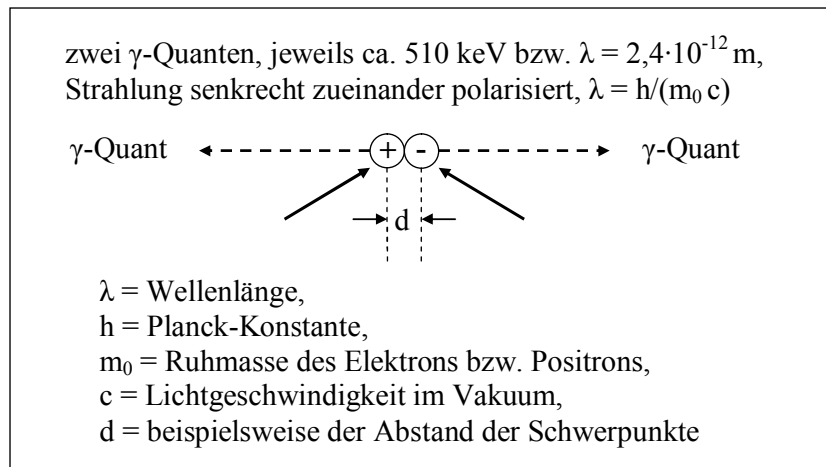 zwei γ-Quanten, jeweils ca. 510 keV bzw. λ = 2,4·10⁻¹² m,
Strahlung senkrecht zueinander polarisiert, λ = h/(m₀ c)
γ-Quant + - γ-Quant
d
λ = Wellenlänge,
h = Planck-Konstante,
m₀ = Ruhmasse des Elektrons bzw. Positrons,
c = Lichtgeschwindigkeit im Vakuum,
d = beispielsweise der Abstand der Schwerpunkte